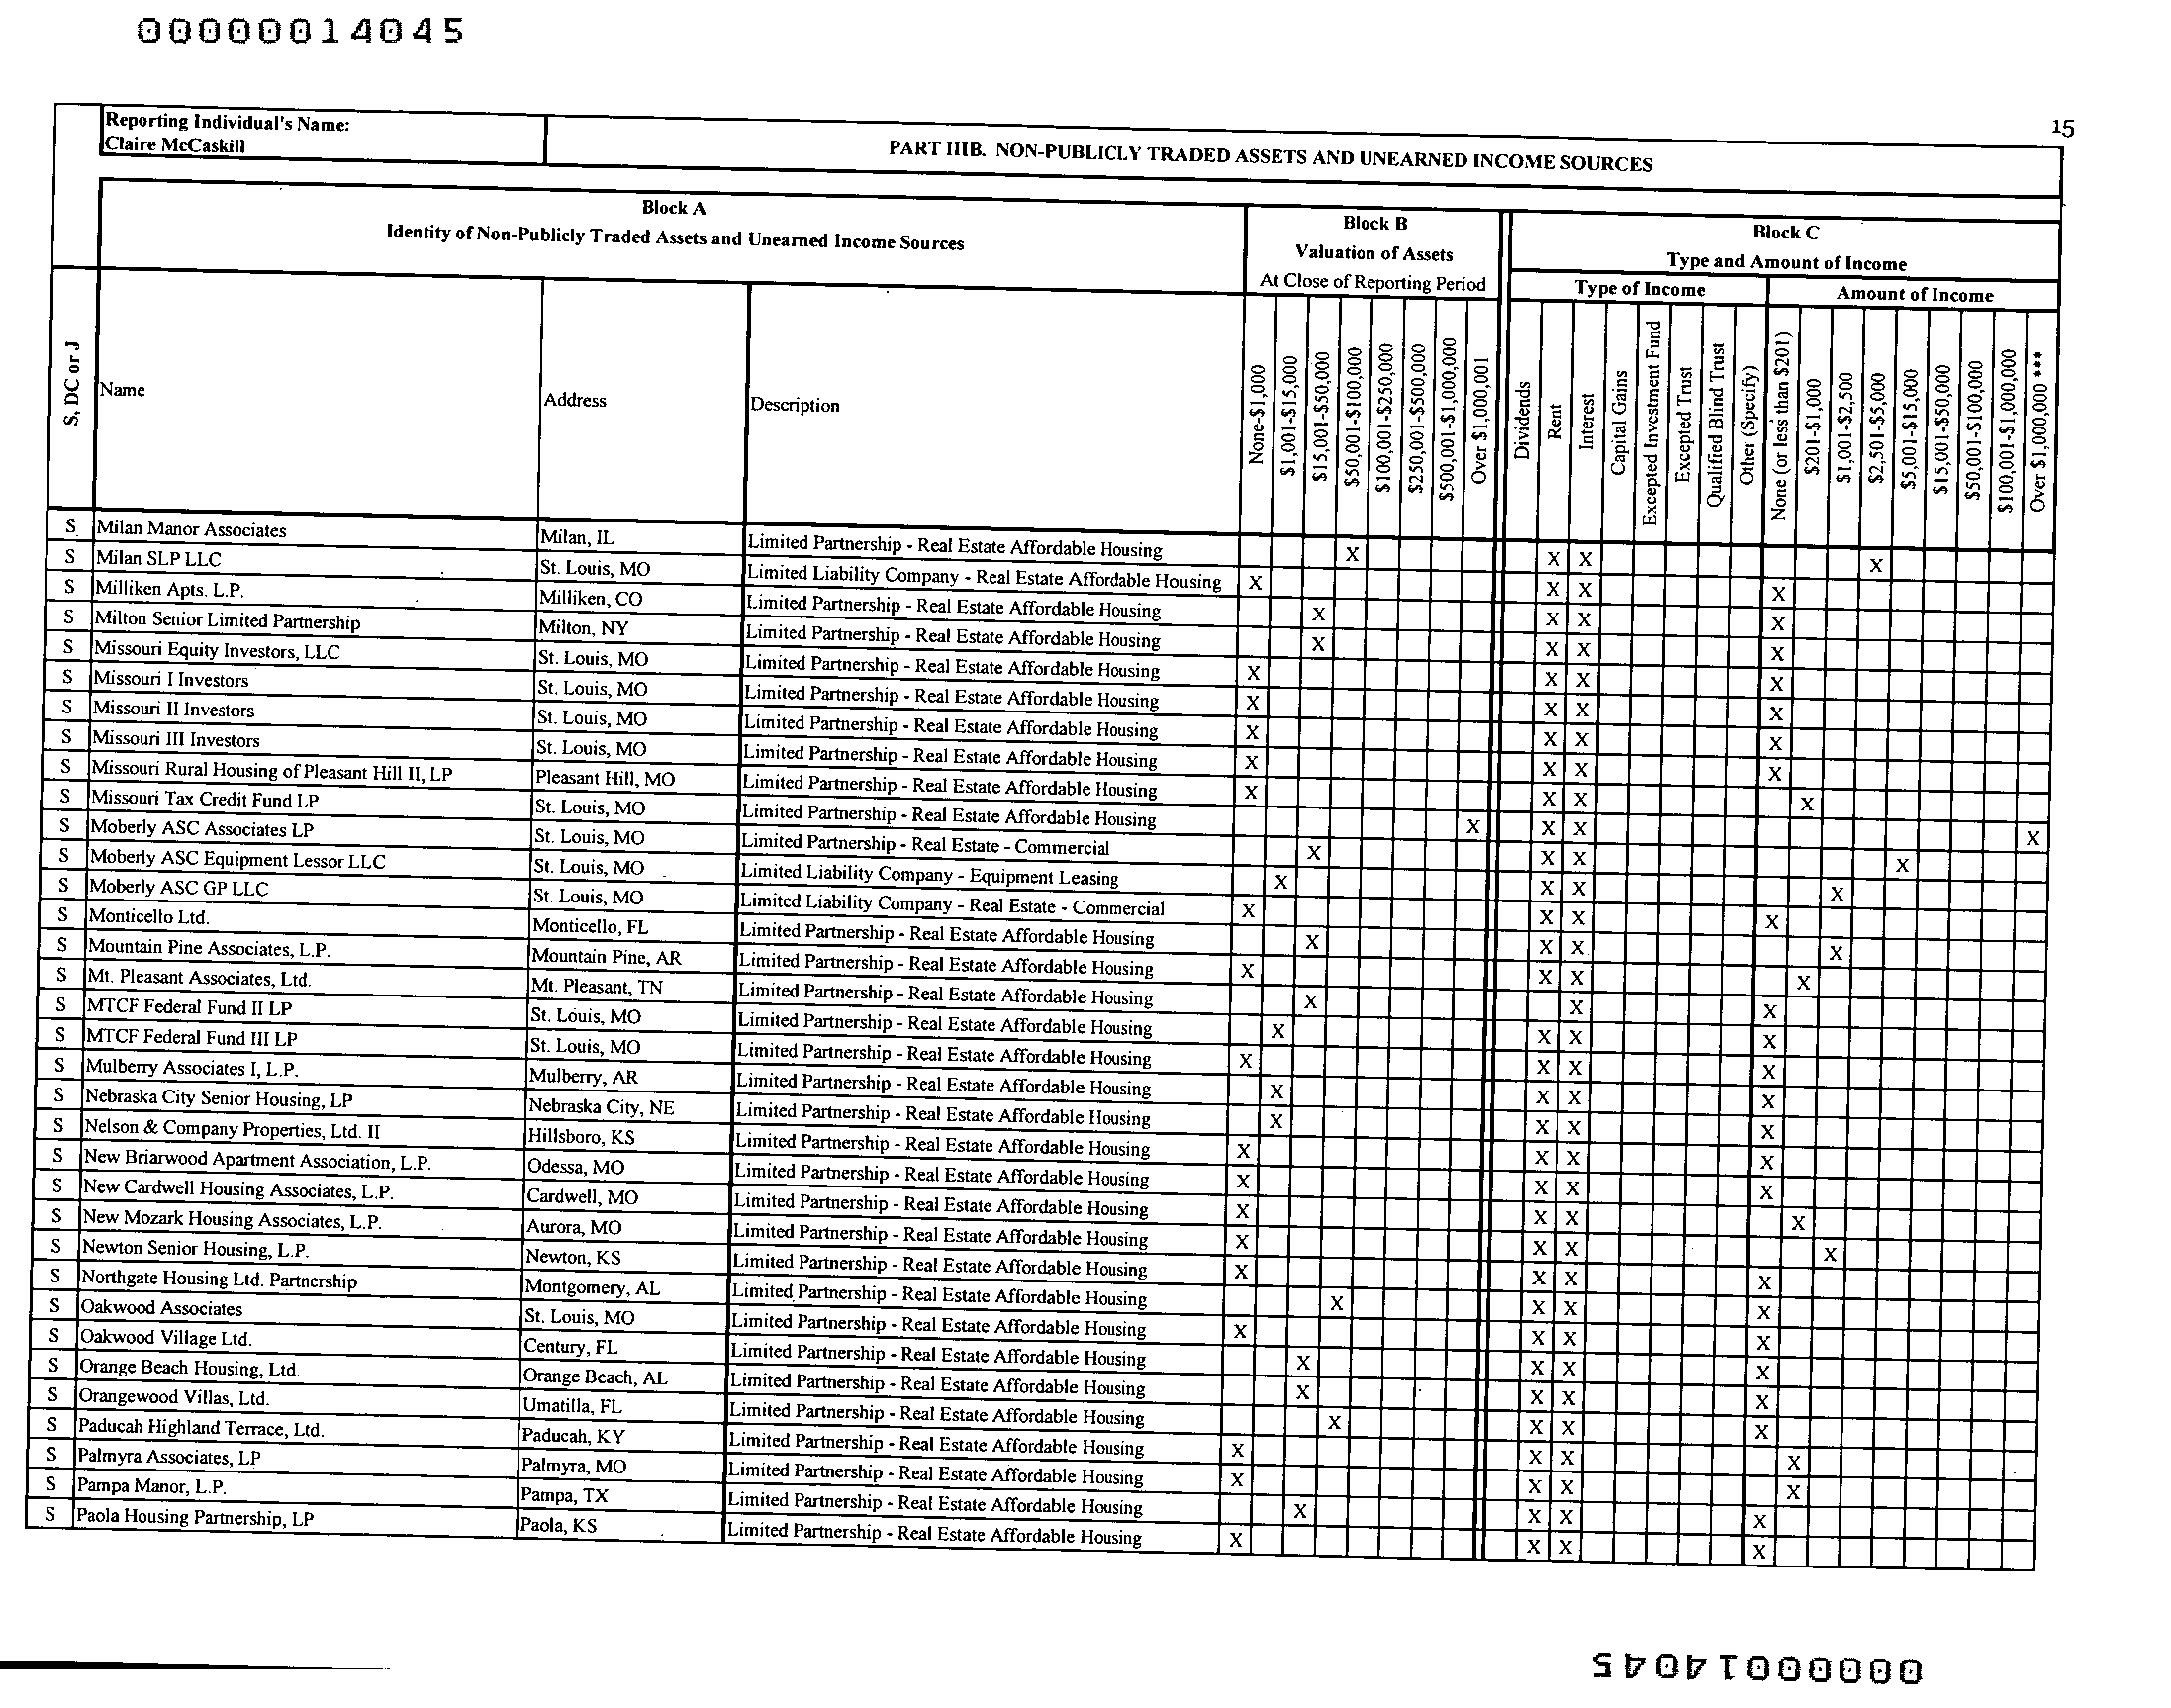 00000014045
15
Reporting Individual's Name:
Claire McCaskill
PART IIIB. NON-PUBLICLY TRADED ASSETS AND UNEARNED INCOME SOURCES
Block A
Identity of Non-Publicly Traded Assets and Unearned Income Sources
Block B
Valuation of Assets
At Close of Reporting Period
Block C
Type and Amount of Income
Type of Income
Amount of Income
S, DC or J
Name
Address
Description
None-$1,000
$1,001-$15,000
$15,001-$50,000
$50,001-$100,000
$100,001-$250,000
$250,001-$500,000
$500,001-$1,000,000
Over $1,000,001
Dividends
Rent
Interest
Capital Gains
Excepted Investment Fund
Excepted Trust
Qualified Blind Trust
Other (Specify)
None (or less than $201)
$201-$1,000
$1,001-$2,500
$2,501-$5,000
$5,001-$15,000
$15,001-$50,000
$50,001-$100,000
$100,001-$1,000,000
Over $1,000,000 ***
S Milan Manor Associates Milan, IL Limited Partnership - Real Estate Affordable Housing X X X X
S Milan SLP LLC St. Louis, MO Limited Liability Company - Real Estate Affordable Housing X X X X
S Milliken Apts. L.P. Milliken, CO Limited Partnership - Real Estate Affordable Housing X X X X
S Milton Senior Limited Partnership Milton, NY Limited Partnership - Real Estate Affordable Housing X X X X
S Missouri Equity Investors, LLC St. Louis, MO Limited Partnership - Real Estate Affordable Housing X X X X
S Missouri I Investors St. Louis, MO Limited Partnership - Real Estate Affordable Housing X X X X
S Missouri II Investors St. Louis, MO Limited Partnership - Real Estate Affordable Housing X X X X
S Missouri III Investors St. Louis, MO Limited Partnership - Real Estate Affordable Housing X X X X
S Missouri Rural Housing of Pleasant Hill II, LP Pleasant Hill, MO Limited Partnership - Real Estate Affordable Housing X X X X
S Missouri Tax Credit Fund LP St. Louis, MO Limited Partnership - Real Estate Affordable Housing X X X X
S Moberly ASC Associates LP St. Louis, MO Limited Partnership - Real Estate - Commercial X X X X
S Moberly ASC Equipment Lessor LLC St. Louis, MO Limited Liability Company - Equipment Leasing X X X X
S Moberly ASC GP LLC St. Louis, MO Limited Liability Company - Real Estate - Commercial X X X X
S Monticello Ltd. Monticello, FL Limited Partnership - Real Estate Affordable Housing X X X X
S Mountain Pine Associates, L.P. Mountain Pine, AR Limited Partnership - Real Estate Affordable Housing X X X X
S Mt. Pleasant Associates, Ltd. Mt. Pleasant, TN Limited Partnership - Real Estate Affordable Housing X X X
S MTCF Federal Fund II LP St. Louis, MO Limited Partnership - Real Estate Affordable Housing X X X X
S MTCF Federal Fund III LP St. Louis, MO Limited Partnership - Real Estate Affordable Housing X X X X
S Mulberry Associates I, L.P. Mulberry, AR Limited Partnership - Real Estate Affordable Housing X X X X
S Nebraska City Senior Housing, LP Nebraska City, NE Limited Partnership - Real Estate Affordable Housing X X X X
S Nelson & Company Properties, Ltd. II Hillsboro, KS Limited Partnership - Real Estate Affordable Housing X X X X
S New Briarwood Apartment Association, L.P. Odessa, MO Limited Partnership - Real Estate Affordable Housing X X X X
S New Cardwell Housing Associates, L.P. Cardwell, MO Limited Partnership - Real Estate Affordable Housing X X X X
S New Mozark Housing Associates, L.P. Aurora, MO Limited Partnership - Real Estate Affordable Housing X X X X
S Newton Senior Housing, L.P. Newton, KS Limited Partnership - Real Estate Affordable Housing X X X X
S Northgate Housing Ltd. Partnership Montgomery, AL Limited Partnership - Real Estate Affordable Housing X X X X
S Oakwood Associates St. Louis, MO Limited Partnership - Real Estate Affordable Housing X X X X
S Oakwood Village Ltd. Century, FL Limited Partnership - Real Estate Affordable Housing X X X X
S Orange Beach Housing, Ltd. Orange Beach, AL Limited Partnership - Real Estate Affordable Housing X X X X
S Orangewood Villas, Ltd. Umatilla, FL Limited Partnership - Real Estate Affordable Housing X X X X
S Paducah Highland Terrace, Ltd. Paducah, KY Limited Partnership - Real Estate Affordable Housing X X X X
S Palmyra Associates, LP Palmyra, MO Limited Partnership - Real Estate Affordable Housing X X X X
S Pampa Manor, L.P. Pampa, TX Limited Partnership - Real Estate Affordable Housing X X X X
S Paola Housing Partnership, LP Paola, KS Limited Partnership - Real Estate Affordable Housing X X X X
00000014045